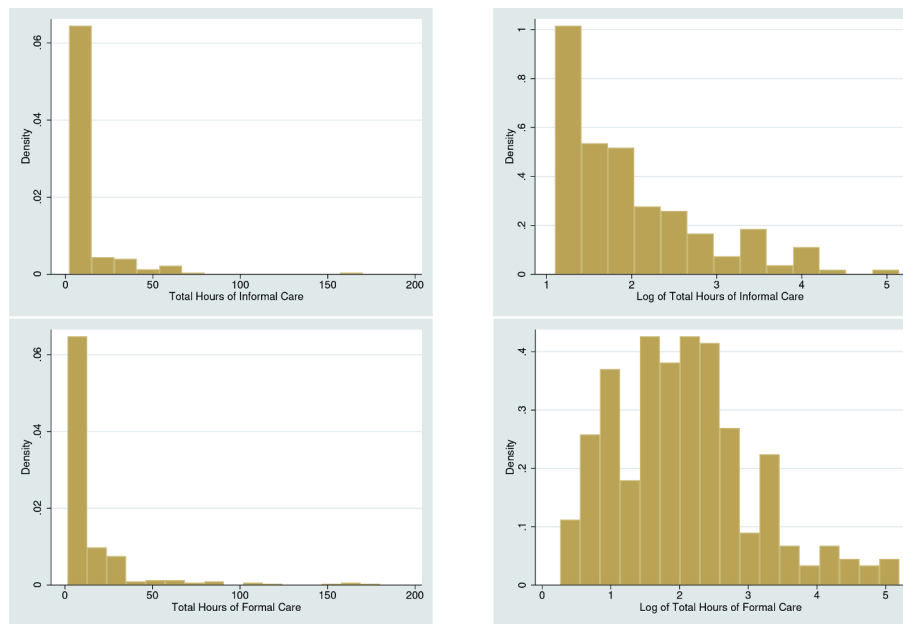 Density
0 .02 .04 .06
0 50 100 150 200
Total Hours of Informal Care
Density
0 .2 .4 .6 .8 1
1 2 3 4 5
Log of Total Hours of Informal Care
Density
0 .02 .04 .06
0 50 100 150 200
Total Hours of Formal Care
Density
0 .1 .2 .3 .4
0 1 2 3 4 5
Log of Total Hours of Formal Care